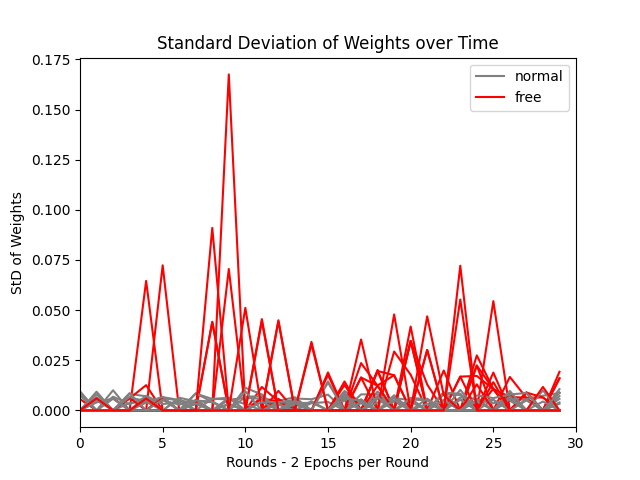 Standard Deviation of Weights over Time
normal
free
StD of Weights
0.175
0.150
0.125
0.100
0.075
0.050
0.025
0.000
0 5 10 15 20 25 30
Rounds - 2 Epochs per Round